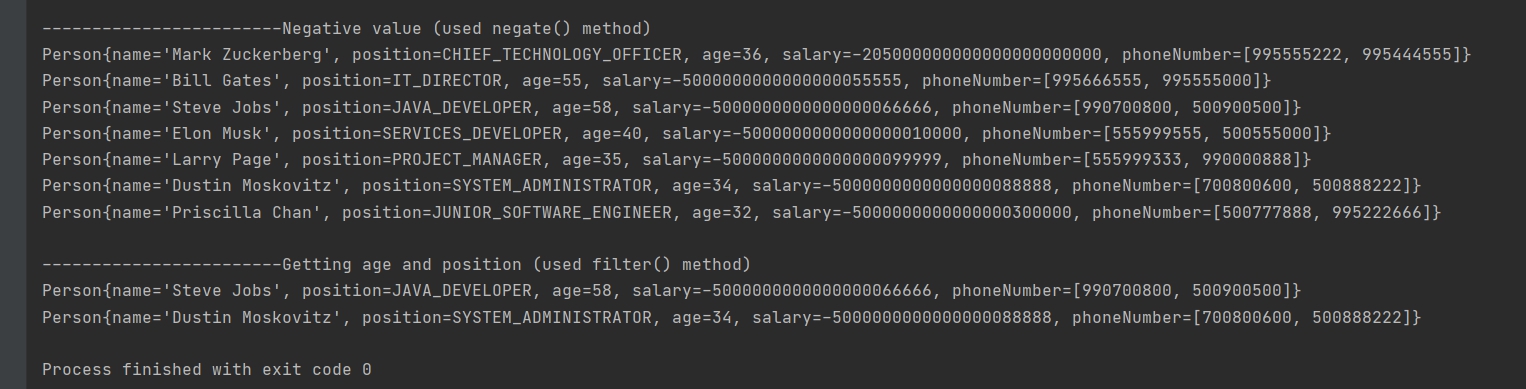 ------------------------Negative value (used negate() method)
Person{name='Mark Zuckerberg', position=CHIEF_TECHNOLOGY_OFFICER, age=36, salary=-205000000000000000000000, phoneNumber=[995555222, 995444555]}
Person{name='Bill Gates', position=IT_DIRECTOR, age=55, salary=-5000000000000000055555, phoneNumber=[995666555, 995555000]}
Person{name='Steve Jobs', position=JAVA_DEVELOPER, age=58, salary=-5000000000000000066666, phoneNumber=[990700800, 500900500]}
Person{name='Elon Musk', position=SERVICES_DEVELOPER, age=40, salary=-5000000000000000010000, phoneNumber=[555999555, 500555000]}
Person{name='Larry Page', position=PROJECT_MANAGER, age=35, salary=-5000000000000000099999, phoneNumber=[555999333, 990000888]}
Person{name='Dustin Moskovitz', position=SYSTEM_ADMINISTRATOR, age=34, salary=-5000000000000000088888, phoneNumber=[700800600, 500888222]}
Person{name='Priscilla Chan', position=JUNIOR_SOFTWARE_ENGINEER, age=32, salary=-5000000000000000300000, phoneNumber=[500777888, 995222666]}
------------------------Getting age and position (used filter() method)
Person{name='Steve Jobs', position=JAVA_DEVELOPER, age=58, salary=-5000000000000000066666, phoneNumber=[990700800, 500900500]}
Person{name='Dustin Moskovitz', position=SYSTEM_ADMINISTRATOR, age=34, salary=-5000000000000000088888, phoneNumber=[700800600, 500888222]}
Process finished with exit code 0